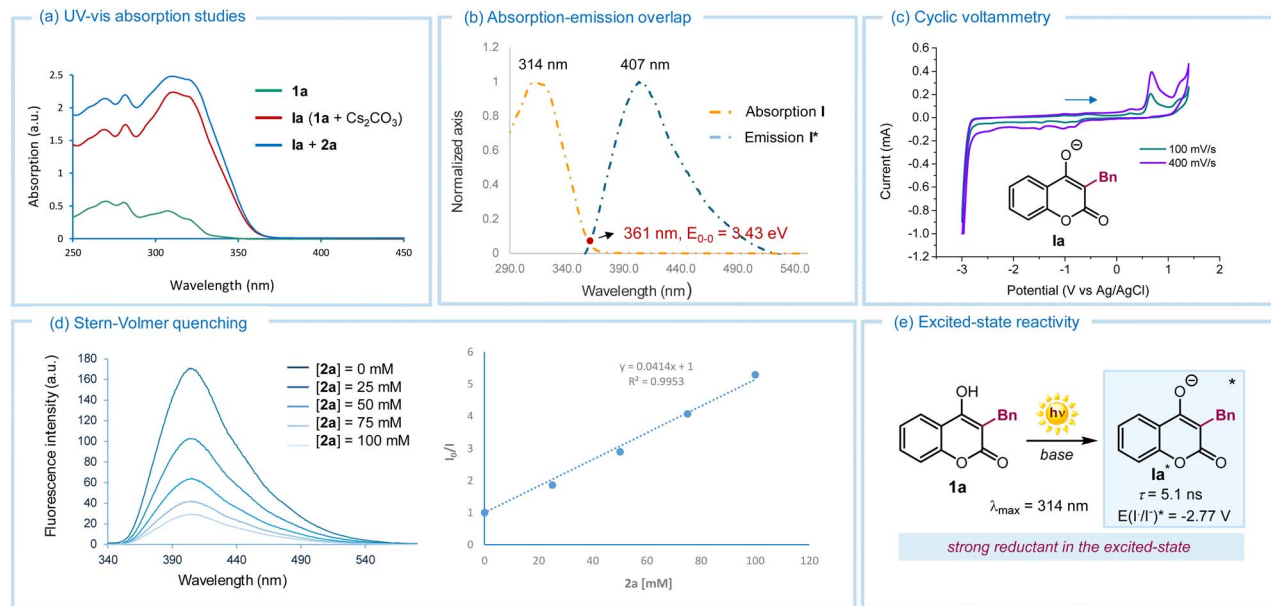 (a) UV-vis absorption studies
Absorption (a.u.)
2.5
2
1.5
1
0.5
0
250
300
350
400
450
Wavelength (nm)
1a
Ia (1a + Cs₂CO₃)
Ia + 2a
(b) Absorption-emission overlap
Normalized axis
1.2
1
0.8
0.6
0.4
0.2
0
290.0
340.0
390.0
440.0
490.0
540.0
Wavelength (nm)
314 nm
407 nm
Absorption I
Emission I*
361 nm, E0-0 = 3.43 eV
(c) Cyclic voltammetry
Current (mA)
0.6
0.4
0.2
0.0
-0.2
-0.4
-0.6
-0.8
-1.0
-1.2
-3
-2
-1
0
1
2
Potential (V vs Ag/AgCl)
100 mV/s
400 mV/s
O
⊖
Bn
O
O
Ia
(d) Stern-Volmer quenching
Fluorescence intensity (a.u.)
180
160
140
120
100
80
60
40
20
0
340
390
440
490
540
Wavelength (nm)
[2a] = 0 mM
[2a] = 25 mM
[2a] = 50 mM
[2a] = 75 mM
[2a] = 100 mM
I₀/I
6
5
4
3
2
1
0
0
20
40
60
80
100
120
2a [mM]
y = 0.0414x + 1
R² = 0.9953
(e) Excited-state reactivity
OH
Bn
O
O
1a
hν
base
λmax = 314 nm
O
⊖
*
Bn
O
O
Ia*
τ = 5.1 ns
E(I·/I⁻)* = -2.77 V
strong reductant in the excited-state